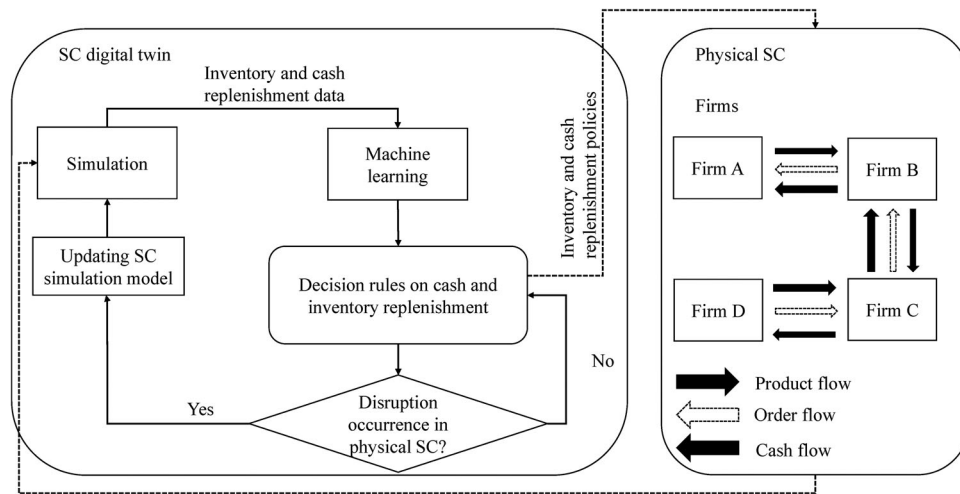 SC digital twin
Inventory and cash
replenishment data
Simulation
Machine
learning
Updating SC
simulation model
Decision rules on cash and
inventory replenishment
Disruption
occurrence in
physical SC?
Yes
No
Inventory and cash
replenishment policies
Physical SC
Firms
Firm A
Firm B
Firm D
Firm C
Product flow
Order flow
Cash flow